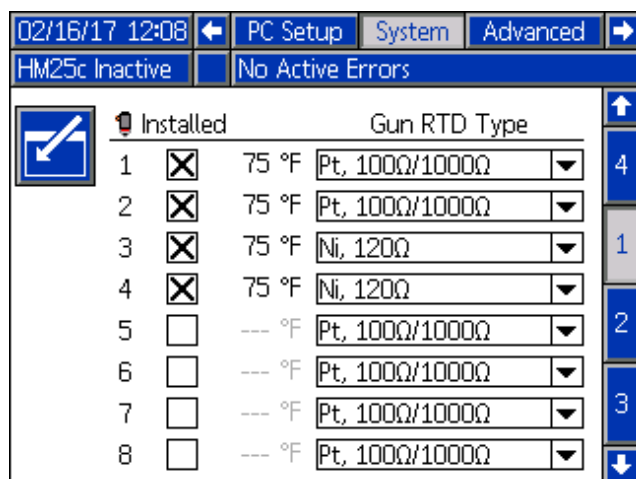 02/16/17 12:08 PC Setup System Advanced
HM25c Inactive No Active Errors
Installed Gun RTD Type
1 75 °F Pt, 100Ω/1000Ω
2 75 °F Pt, 100Ω/1000Ω
3 75 °F Ni, 120Ω
4 75 °F Ni, 120Ω
5 --- °F Pt, 100Ω/1000Ω
6 --- °F Pt, 100Ω/1000Ω
7 --- °F Pt, 100Ω/1000Ω
8 --- °F Pt, 100Ω/1000Ω
4
1
2
3